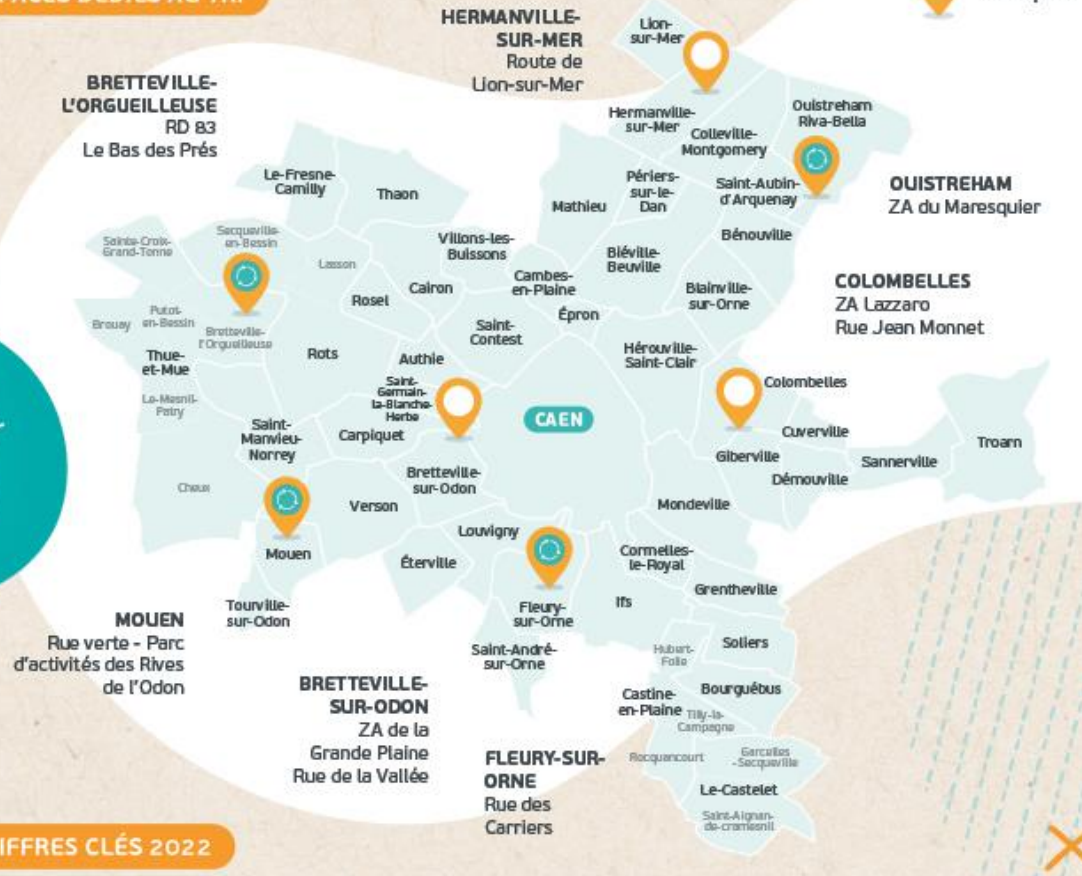 HERMANVILLE-
SUR-MER
Route de
Lion-sur-Mer
BRETTEVILLE-
L'ORGUEILLEUSE
RD 83
Le Bas des Prés
OUISTREHAM
ZA du Maresquier
COLOMBELLES
ZA Lazzaro
Rue Jean Monnet
Lion-
sur-Mer
Hermanville-
sur-Mer
Colleville-
Montgomery
Ouistreham
Riva-Bella
Le-Fresne-
Camilly
Thaon
Mathieu
Périers-
sur-le-
Dan
Saint-Aubin-
d'Arquenay
Bénouville
Sainte-Croix-
Grand-Tonne
Secqueville-
en-Bessin
Lasson
Villons-les-
Buissons
Cambes-
en-Plaine
Biéville-
Beuville
Blainville-
sur-Orne
Rosel
Cairon
Épron
Brouay
Putot-
en-Bessin
Bretteville-
l'Orgueilleuse
Saint-
Contest
Hérouville-
Saint-Clair
Thue-
et-Mue
Rots
Authie
Le-Mesnil-
Patry
Saint-
Germain-
la-Blanche-
Herbe
CAEN
Colombelles
Saint-
Manvieu-
Norrey
Carpiquet
Cuverville
Giberville
Sannerville
Troarn
Démouville
Cheux
Bretteville-
sur-Odon
Verson
Mondeville
Louvigny
Mouen
Éterville
Cormelles-
le-Royal
Grentheville
Tourville-
sur-Odon
Fleury-
sur-Orne
Ifs
Saint-André-
sur-Orne
Hubert-
Folie
Soliers
Castine-
en-Plaine
Bourguébus
Tilly-la-
Campagne
Rocquancourt
Garcelles
-Secqueville
Le-Castelet
Saint-Aignan-
de-cramesnil
MOUEN
Rue verte - Parc
d'activités des Rives
de l'Odon
BRETTEVILLE-
SUR-ODON
ZA de la
Grande Plaine
Rue de la Vallée
FLEURY-SUR-
ORNE
Rue des
Carriers
IFFRES CLÉS 2022